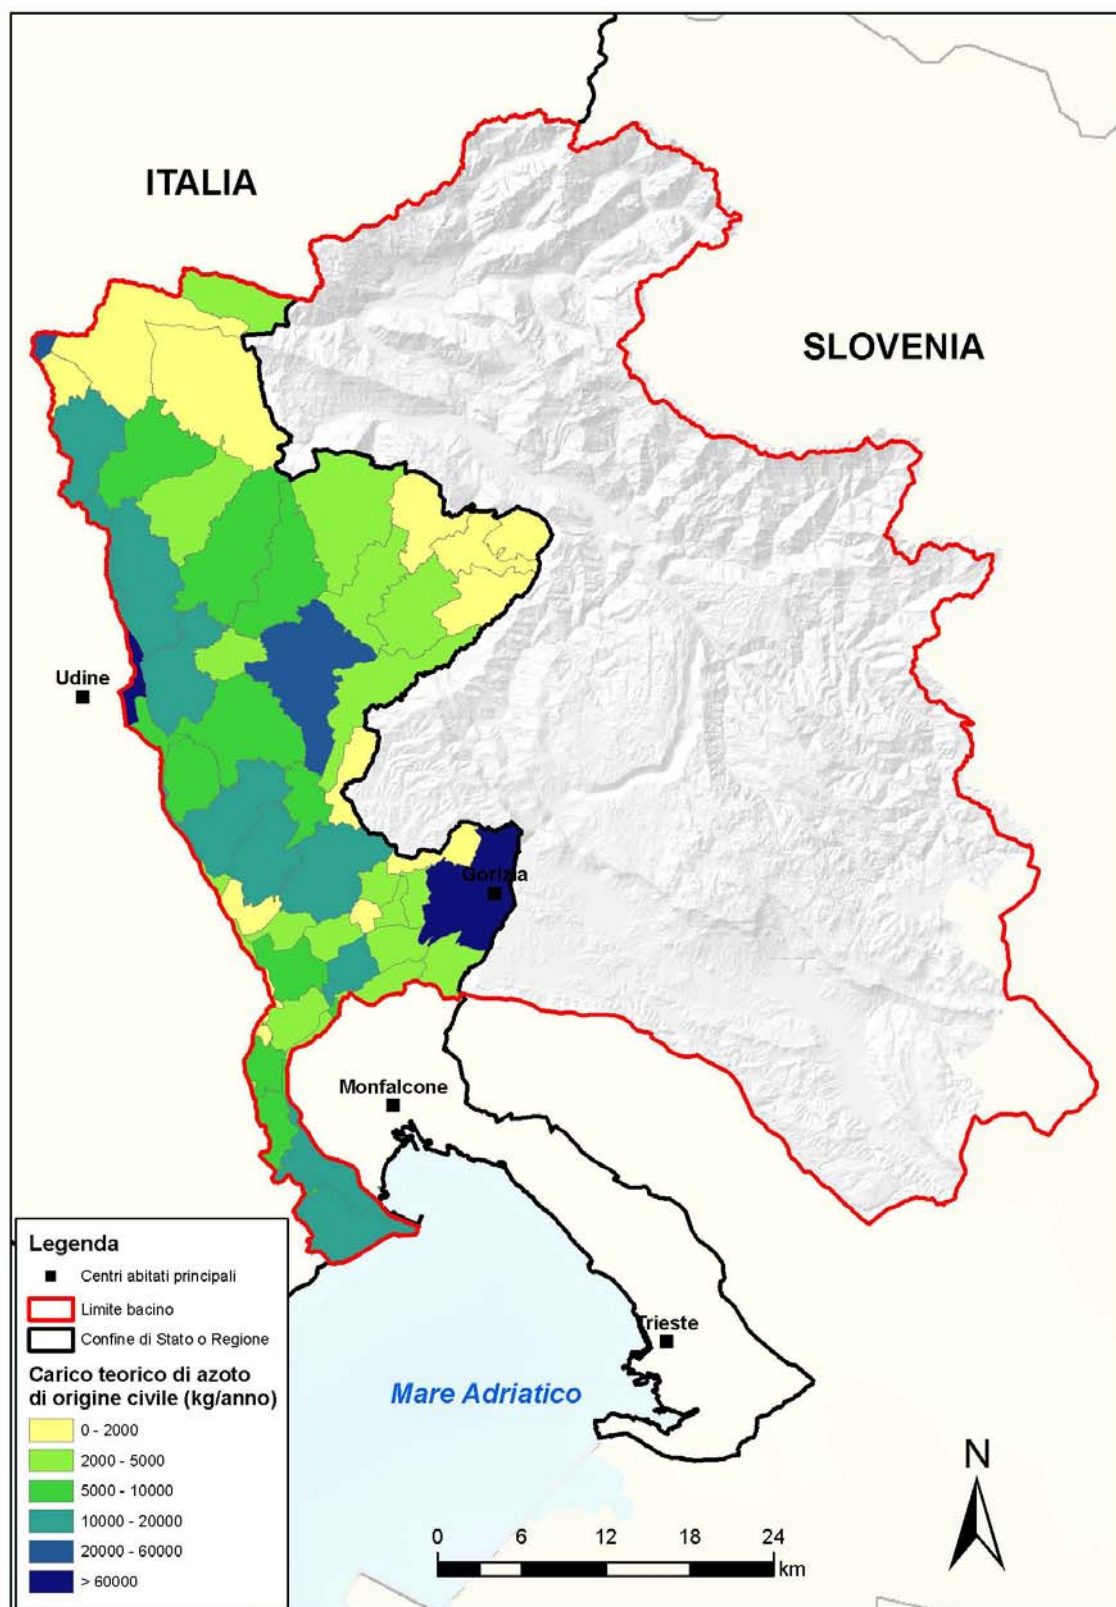 ITALIA
SLOVENIA
Udine
Gorizia
Monfalcone
Trieste
Mare Adriatico
Legenda
Centri abitati principali
Limite bacino
Confine di Stato o Regione
Carico teorico di azoto
di origine civile (kg/anno)
0 - 2000
2000 - 5000
5000 - 10000
10000 - 20000
20000 - 60000
> 60000
0 6 12 18 24
km
N